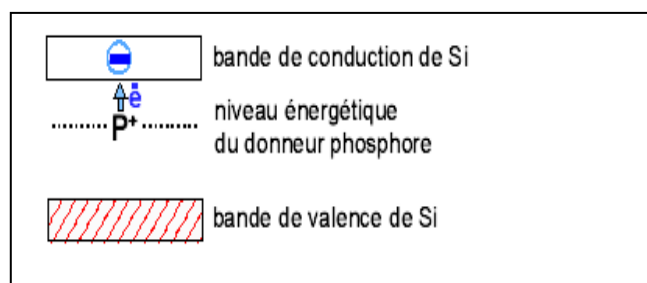 bande de conduction de Si
ë
niveau énergétique
P⁺
du donneur phosphore
bande de valence de Si